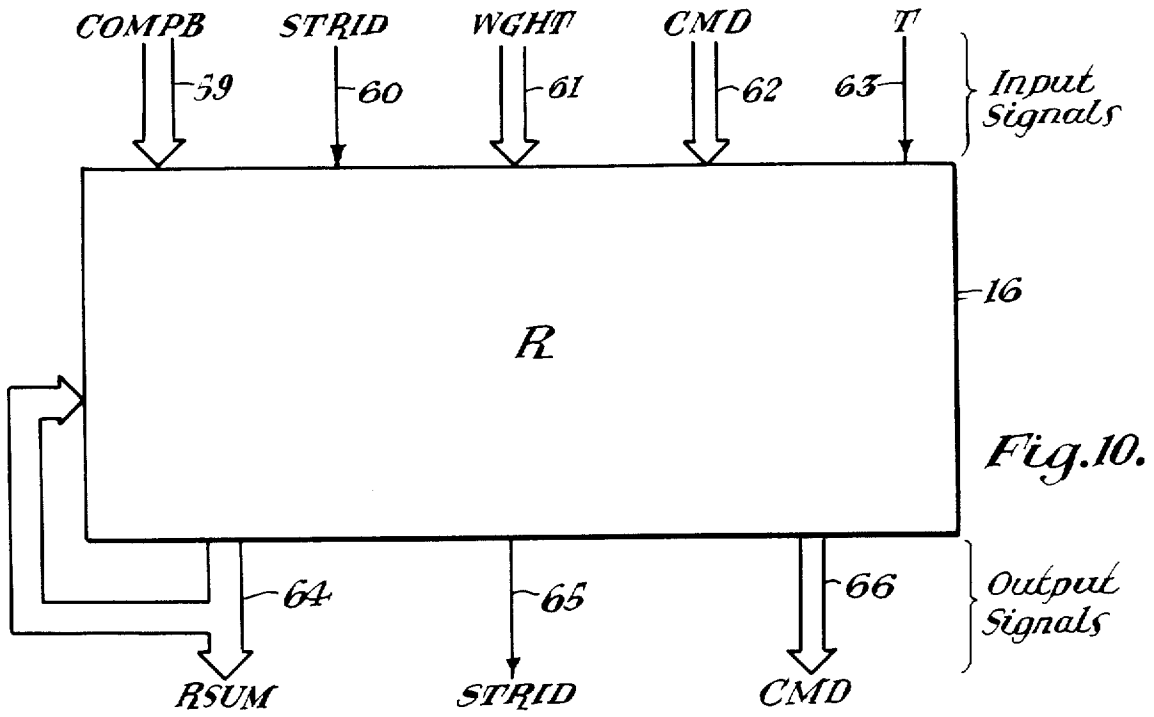 COMPB STRID WGHT CMD T
59 60 61 62 63
Input
Signals
16
R
Fig.10.
64 65 66
Output
Signals
RSUM STRID CMD